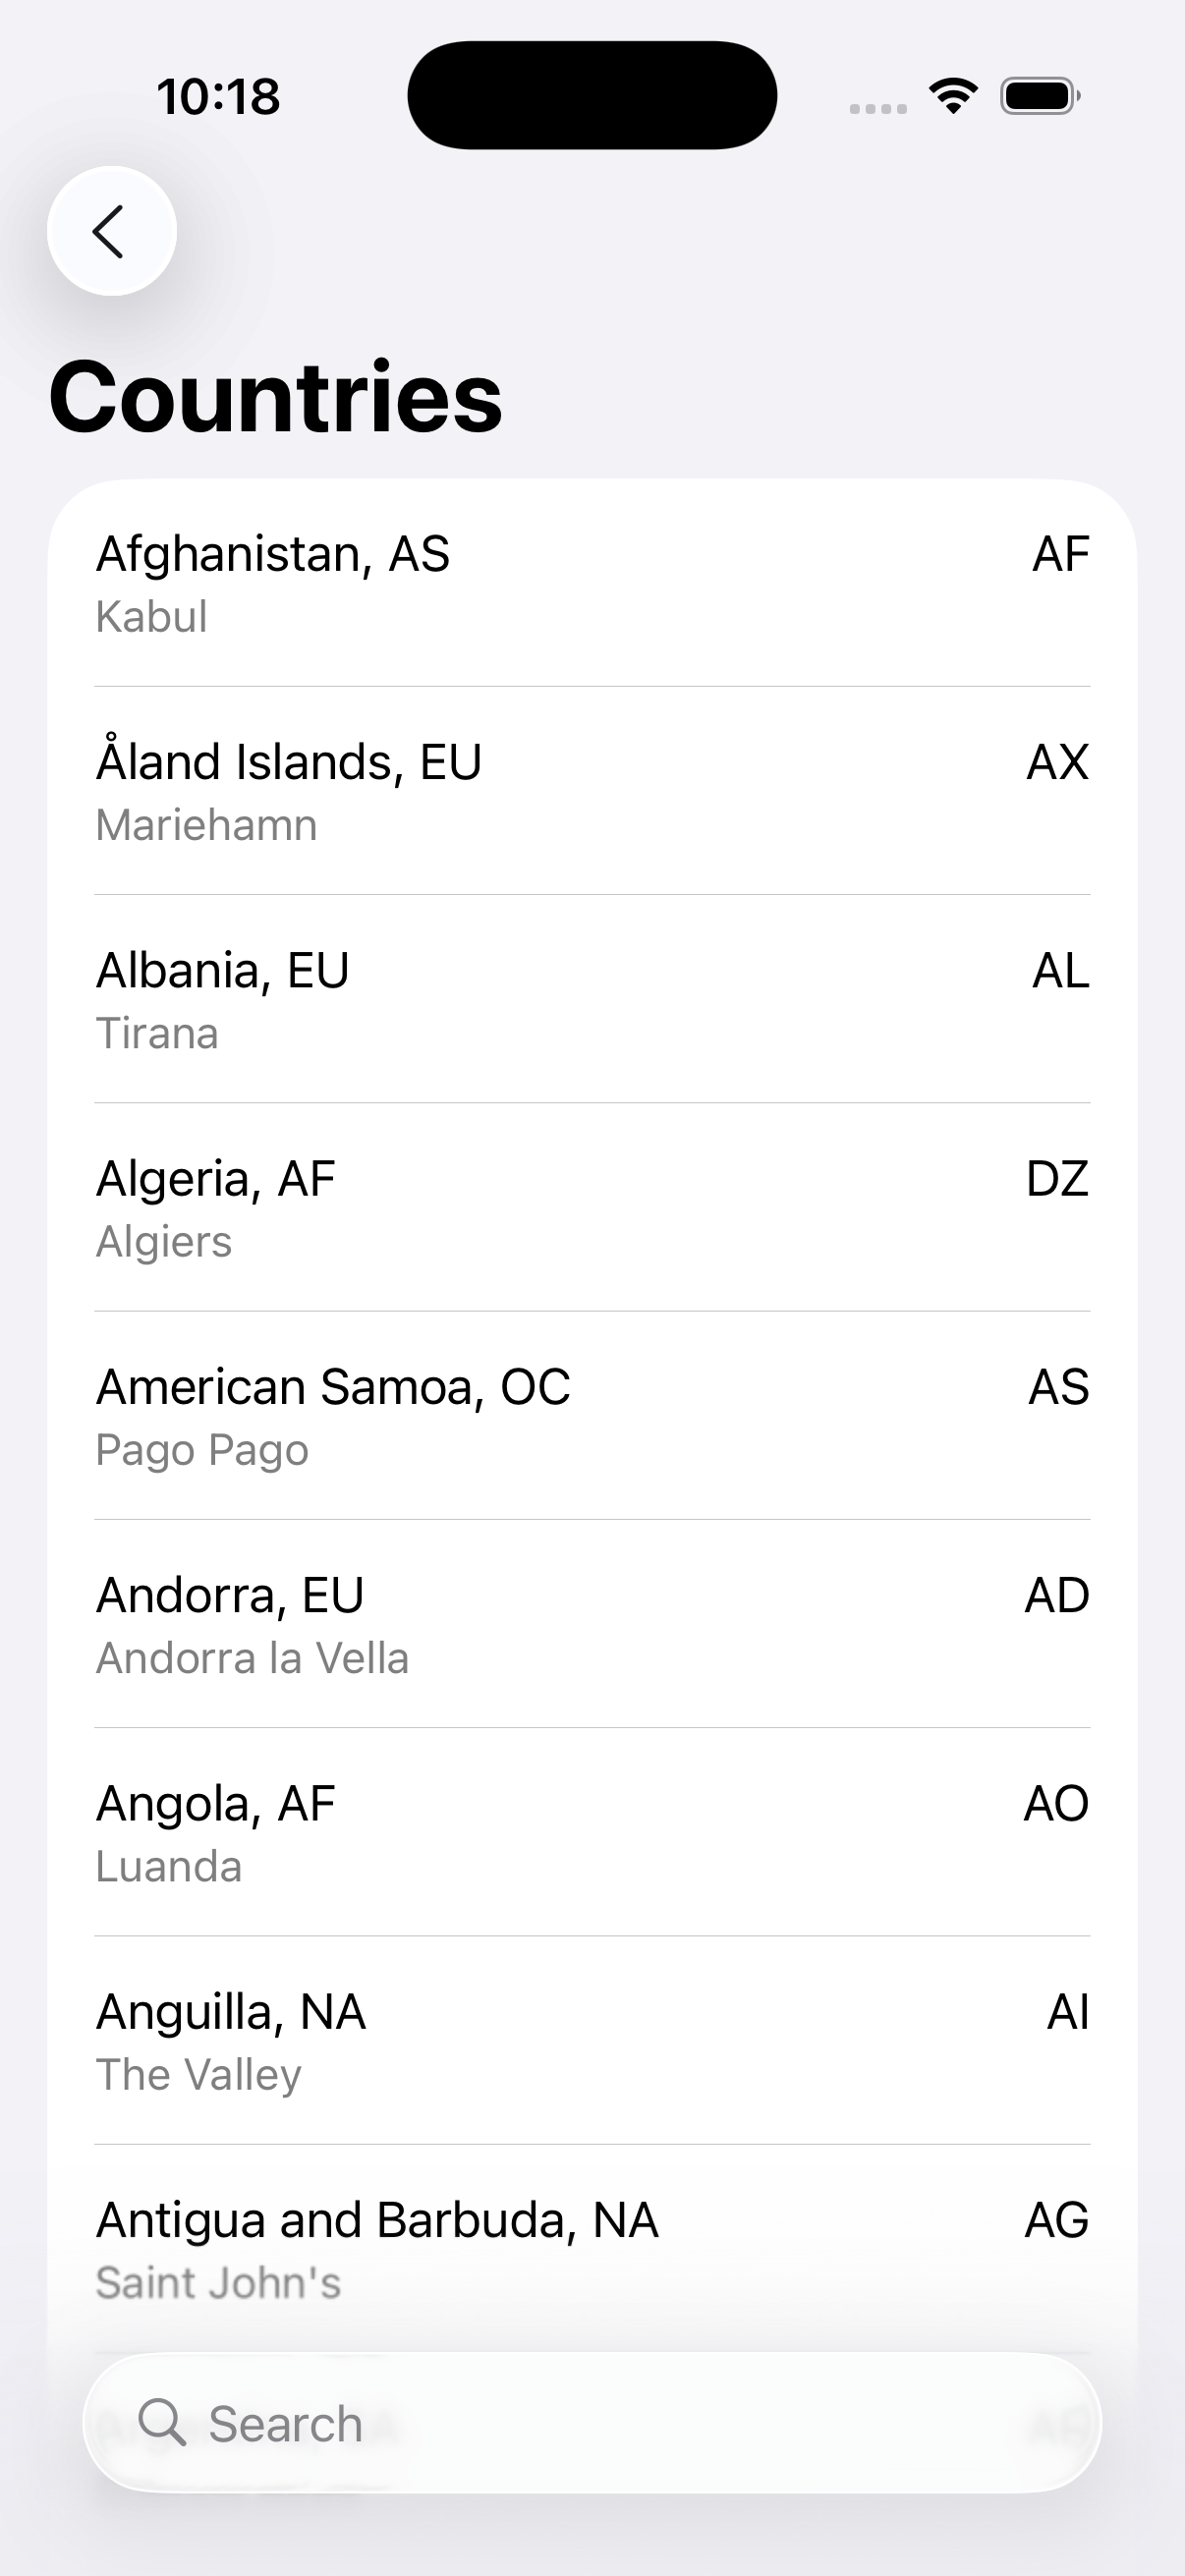 10:18
Countries
Afghanistan, AS AF
Kabul
Åland Islands, EU AX
Mariehamn
Albania, EU AL
Tirana
Algeria, AF DZ
Algiers
American Samoa, OC AS
Pago Pago
Andorra, EU AD
Andorra la Vella
Angola, AF AO
Luanda
Anguilla, NA AI
The Valley
Antigua and Barbuda, NA AG
Saint John's
Search